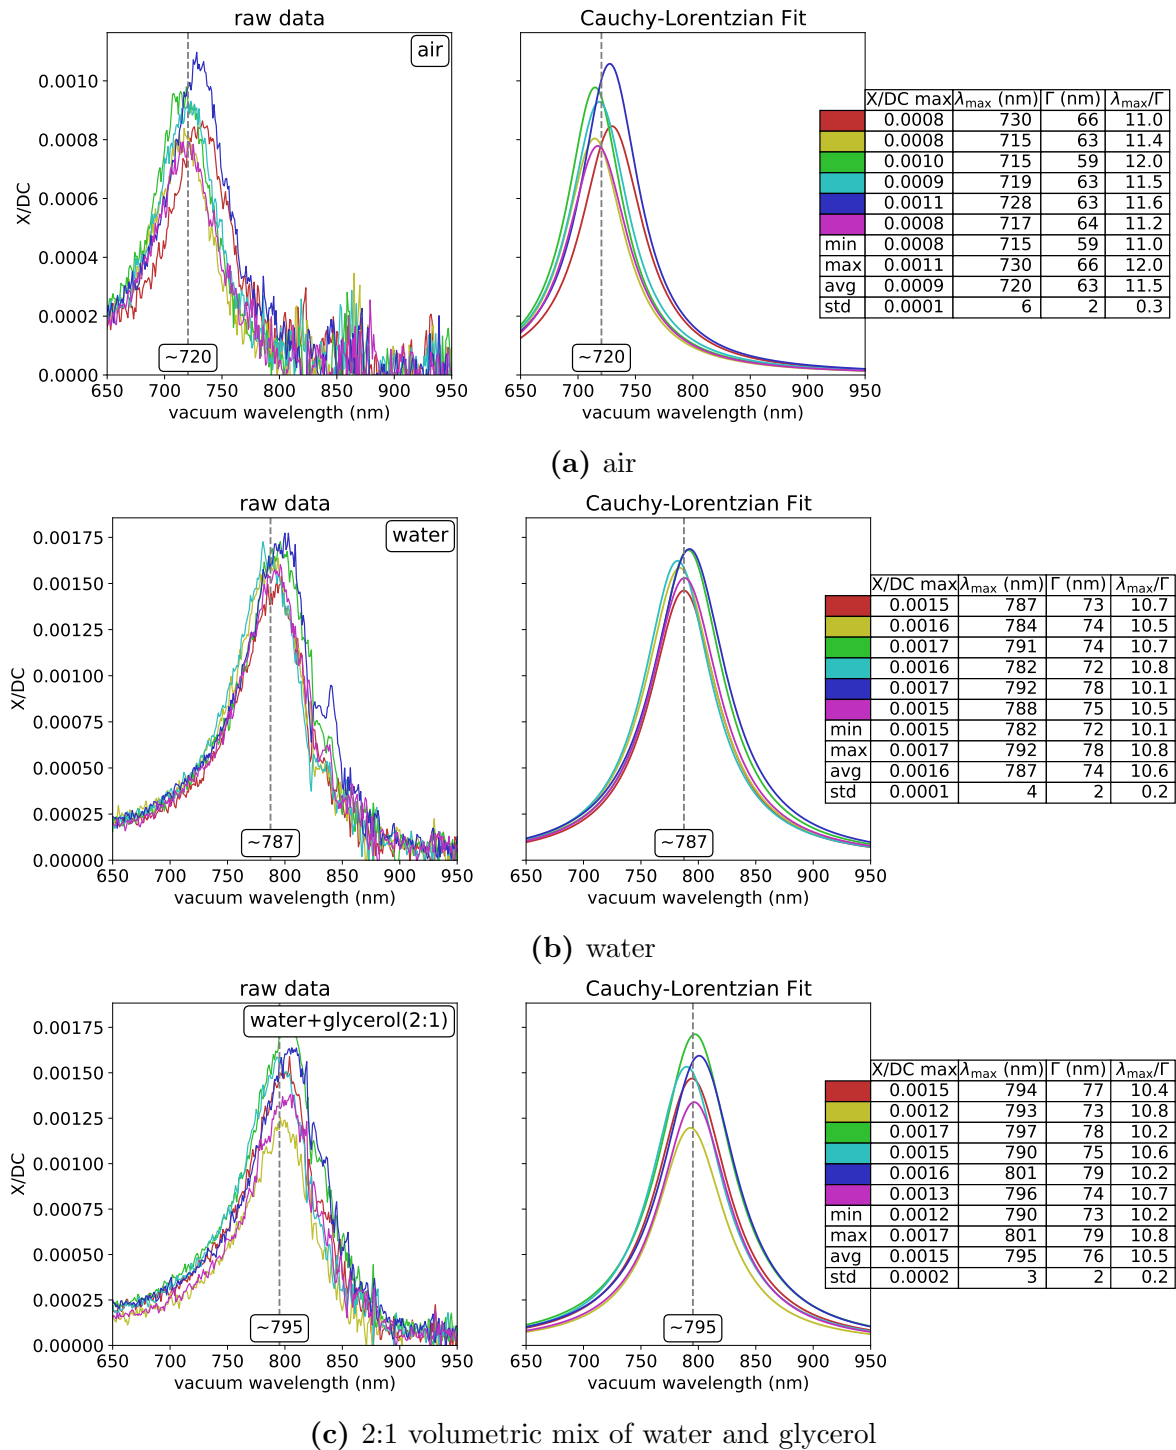 raw data
Cauchy-Lorentzian Fit
air
X/DC
0.0010
0.0008
0.0006
0.0004
0.0002
0.0000
~720
~720
650 700 750 800 850 900 950
650 700 750 800 850 900 950
vacuum wavelength (nm)
vacuum wavelength (nm)
X/DC max λmax (nm) Γ (nm) λmax/Γ
0.0008 730 66 11.0
0.0008 715 63 11.4
0.0010 715 59 12.0
0.0009 719 63 11.5
0.0011 728 63 11.6
0.0008 717 64 11.2
min 0.0008 715 59 11.0
max 0.0011 730 66 12.0
avg 0.0009 720 63 11.5
std 0.0001 6 2 0.3
(a) air
raw data
Cauchy-Lorentzian Fit
water
X/DC
0.00175
0.00150
0.00125
0.00100
0.00075
0.00050
0.00025
0.00000
~787
~787
650 700 750 800 850 900 950
650 700 750 800 850 900 950
vacuum wavelength (nm)
vacuum wavelength (nm)
X/DC max λmax (nm) Γ (nm) λmax/Γ
0.0015 787 73 10.7
0.0016 784 74 10.5
0.0017 791 74 10.7
0.0016 782 72 10.8
0.0017 792 78 10.1
0.0015 788 75 10.5
min 0.0015 782 72 10.1
max 0.0017 792 78 10.8
avg 0.0016 787 74 10.6
std 0.0001 4 2 0.2
(b) water
raw data
Cauchy-Lorentzian Fit
water+glycerol(2:1)
X/DC
0.00175
0.00150
0.00125
0.00100
0.00075
0.00050
0.00025
0.00000
~795
~795
650 700 750 800 850 900 950
650 700 750 800 850 900 950
vacuum wavelength (nm)
vacuum wavelength (nm)
X/DC max λmax (nm) Γ (nm) λmax/Γ
0.0015 794 77 10.4
0.0012 793 73 10.8
0.0017 797 78 10.2
0.0015 790 75 10.6
0.0016 801 79 10.2
0.0013 796 74 10.7
min 0.0012 790 73 10.2
max 0.0017 801 79 10.8
avg 0.0015 795 76 10.5
std 0.0002 3 2 0.2
(c) 2:1 volumetric mix of water and glycerol